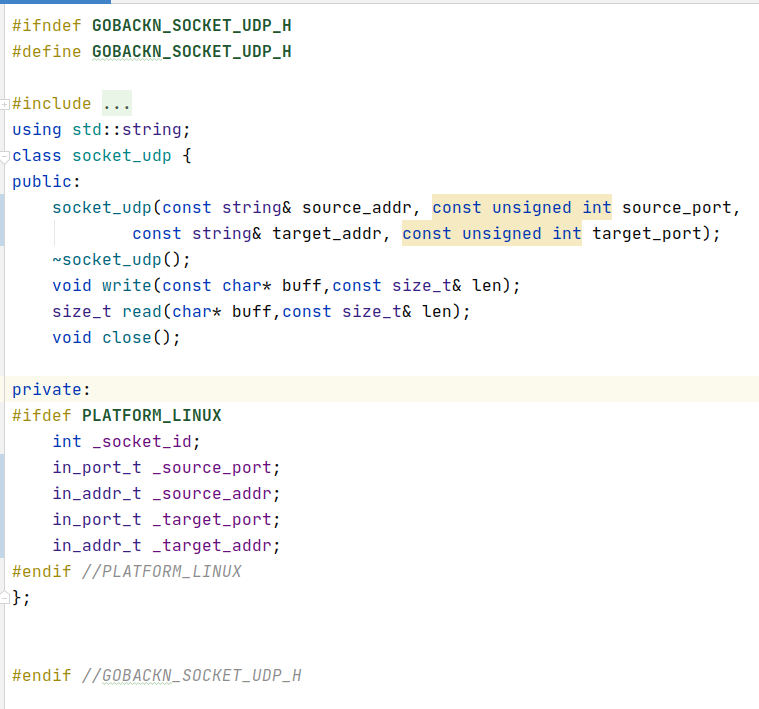 #ifndef GOBACKN_SOCKET_UDP_H
#define GOBACKN_SOCKET_UDP_H
#include ...
using std::string;
class socket_udp {
public:
socket_udp(const string& source_addr, const unsigned int source_port,
const string& target_addr, const unsigned int target_port);
~socket_udp();
void write(const char* buff,const size_t& len);
size_t read(char* buff,const size_t& len);
void close();
private:
#ifdef PLATFORM_LINUX
int _socket_id;
in_port_t _source_port;
in_addr_t _source_addr;
in_port_t _target_port;
in_addr_t _target_addr;
#endif //PLATFORM_LINUX
};
#endif //GOBACKN_SOCKET_UDP_H